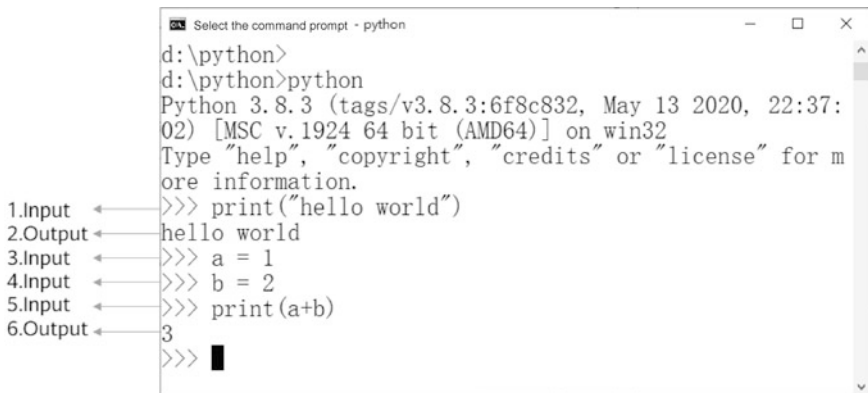 Select the command prompt - python
d:\python>
d:\python>python
Python 3.8.3 (tags/v3.8.3:6f8c832, May 13 2020, 22:37:
02) [MSC v.1924 64 bit (AMD64)] on win32
Type "help", "copyright", "credits" or "license" for m
ore information.
1.Input >>> print("hello world")
2.Output hello world
3.Input >>> a = 1
4.Input >>> b = 2
5.Input >>> print(a+b)
6.Output 3
>>>